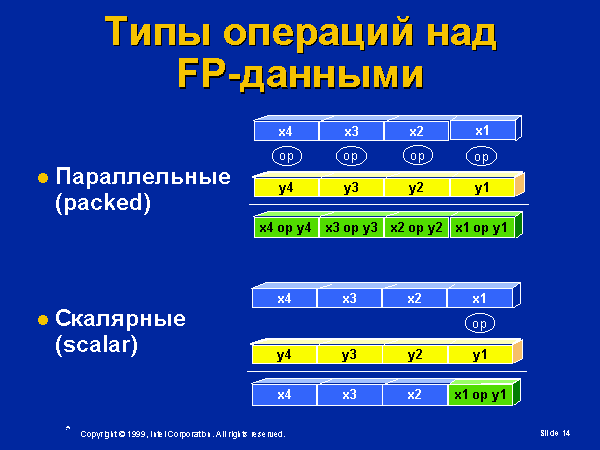 Типы операций над
FP-данными
x4 x3 x2 x1
op op op op
Параллельные
(packed)
y4 y3 y2 y1
x4 op y4 x3 op y3 x2 op y2 x1 op y1
x4 x3 x2 x1
op
Скалярные
(scalar)
y4 y3 y2 y1
x4 x3 x2 x1 op y1
* Copyright © 1999, Intel Corporation. All rights reserved.
Slide 14